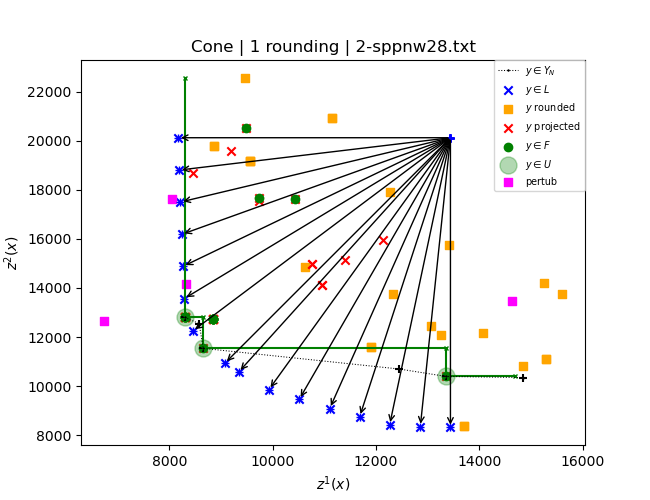 Cone | 1 rounding | 2-sppnw28.txt
y ∈ Y_N
y ∈ L
y rounded
y projected
y ∈ F
y ∈ U
pertub
22000
20000
18000
16000
14000
12000
10000
8000
z²(x)
8000 10000 12000 14000 16000
z¹(x)